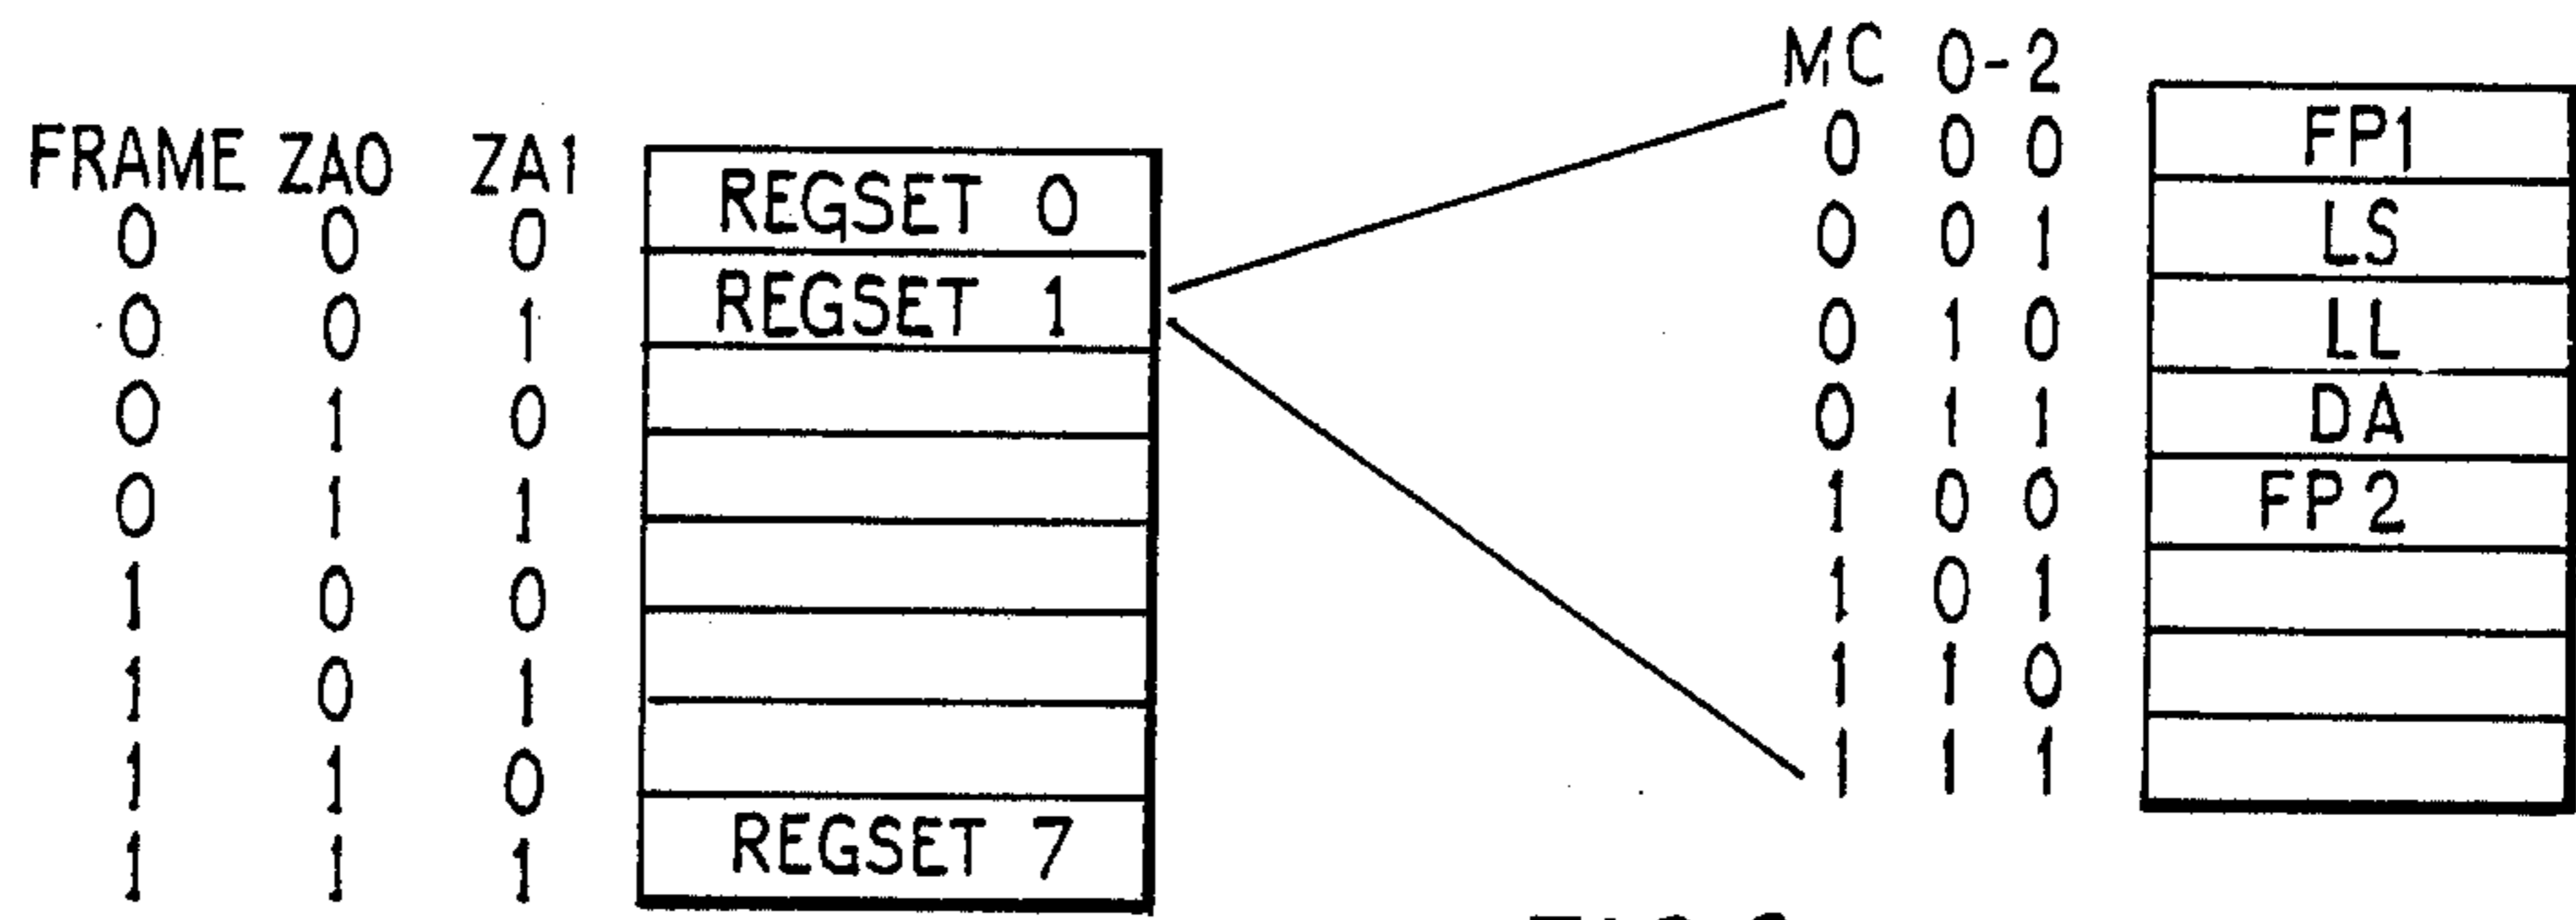 FRAME ZA0 ZA1
0 0 0 REGSET 0
0 0 1 REGSET 1
0 1 0
0 1 1
1 0 0
1 0 1
1 1 0
1 1 1 REGSET 7
MC 0-2
0 0 0 FP1
0 0 1 LS
0 1 0 LL
0 1 1 DA
1 0 0 FP2
1 0 1
1 1 0
1 1 1